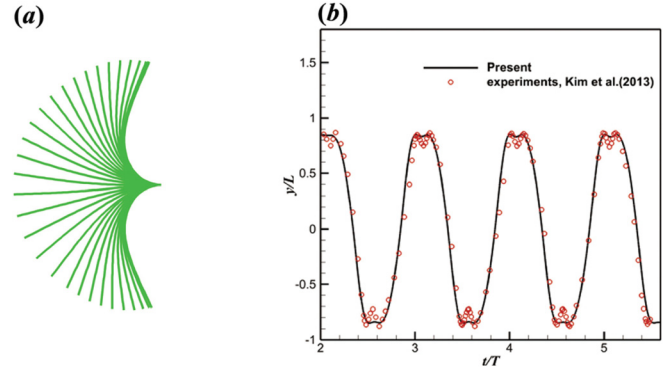 (a)
(b)
1.5
1
0.5
0
-0.5
-1
y/L
Present
experiments, Kim et al.(2013)
2
3
4
5
t/T